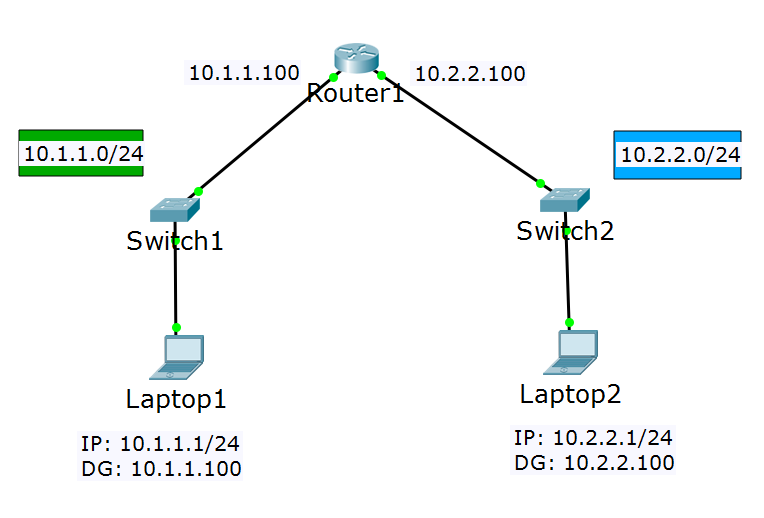 10.1.1.100
10.2.2.100
Router1
10.1.1.0/24
10.2.2.0/24
Switch1
Switch2
Laptop1
Laptop2
IP: 10.1.1.1/24
DG: 10.1.1.100
IP: 10.2.2.1/24
DG: 10.2.2.100